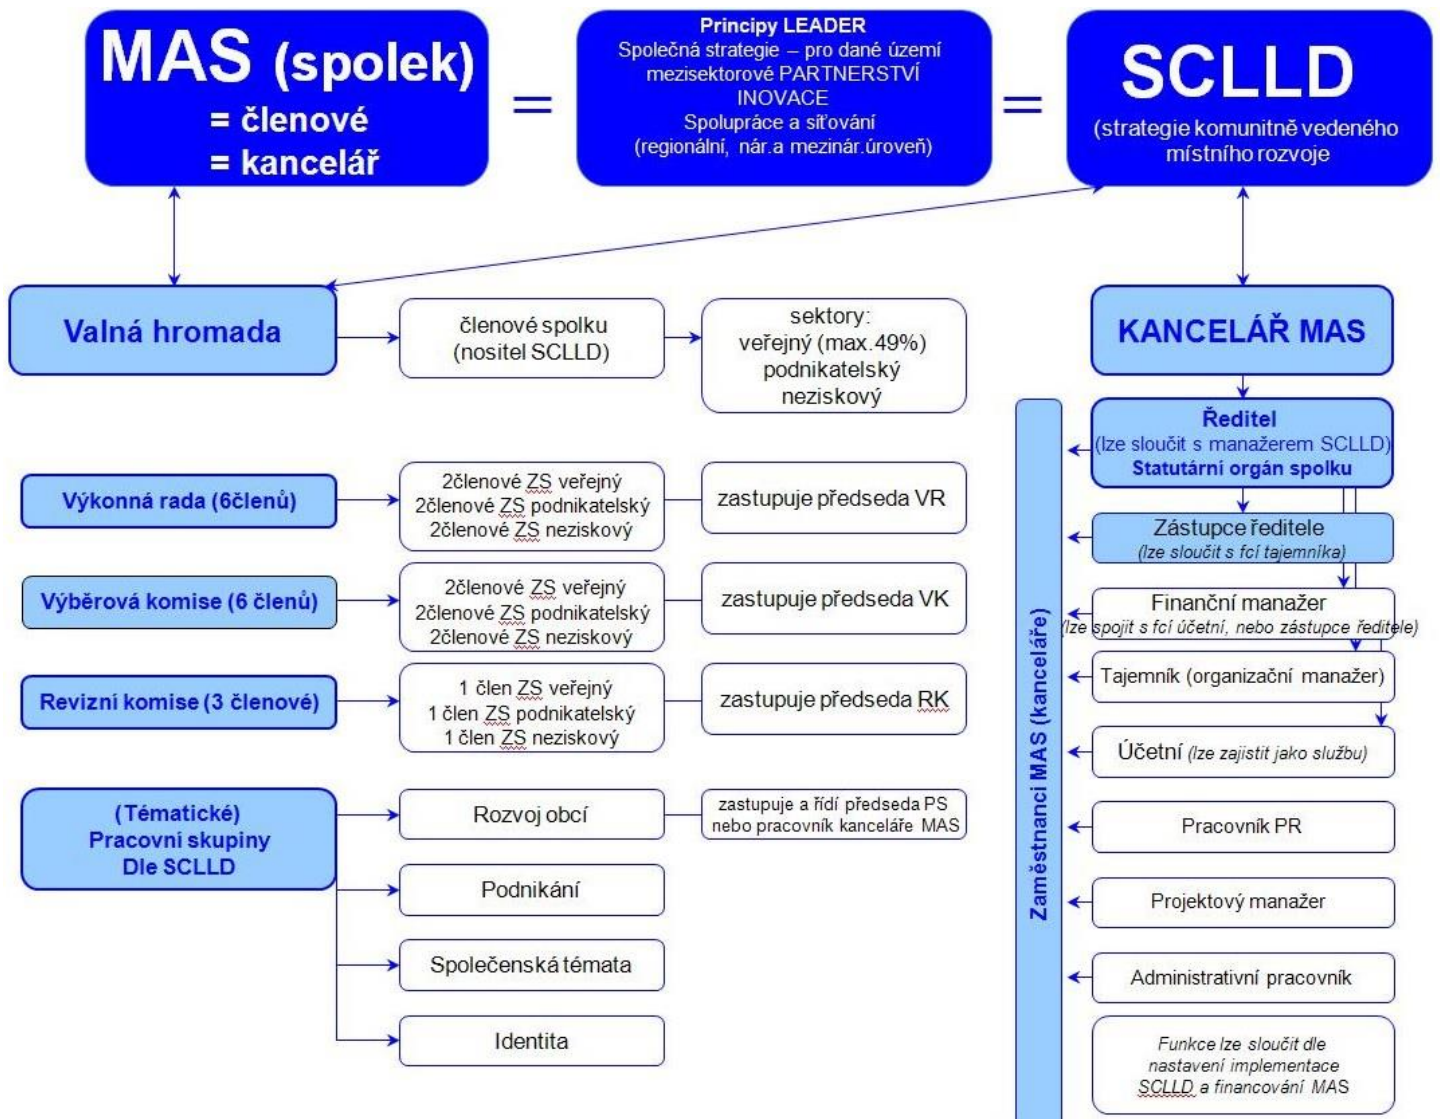 MAS (spolek)
= členové
= kancelář
=
Principy LEADER
Společná strategie – pro dané území
mezisektorové PARTNERSTVÍ
INOVACE
Spolupráce a síťování
(regionální, nár.a mezinár.úroveň)
=
SCLLD
(strategie komunitně vedeného
místního rozvoje
Valná hromada
členové spolku
(nositel SCLLD)
sektory:
veřejný (max.49%)
podnikatelský
neziskový
Výkonná rada (6členů)
2členové ZS veřejný
2členové ZS podnikatelský
2členové ZS neziskový
zastupuje předseda VR
Výběrová komise (6 členů)
2členové ZS veřejný
2členové ZS podnikatelský
2členové ZS neziskový
zastupuje předseda VK
Revizní komise (3 členové)
1 člen ZS veřejný
1 člen ZS podnikatelský
1 člen ZS neziskový
zastupuje předseda RK
(Tématické)
Pracovní skupiny
Dle SCLLD
Rozvoj obcí
zastupuje a řídí předseda PS
nebo pracovník kanceláře MAS
Podnikání
Společenská témata
Identita
KANCELÁŘ MAS
Zaměstnanci MAS (kanceláře)
Ředitel
(lze sloučit s manažerem SCLLD)
Statutární orgán spolku
Zástupce ředitele
(lze sloučit s fcí tajemníka)
Finanční manažer
(lze spojit s fcí účetní, nebo zástupce ředitele)
Tajemník (organizační manažer)
Účetní (lze zajistit jako službu)
Pracovník PR
Projektový manažer
Administrativní pracovník
Funkce lze sloučit dle
nastavení implementace
SCLLD a financování MAS